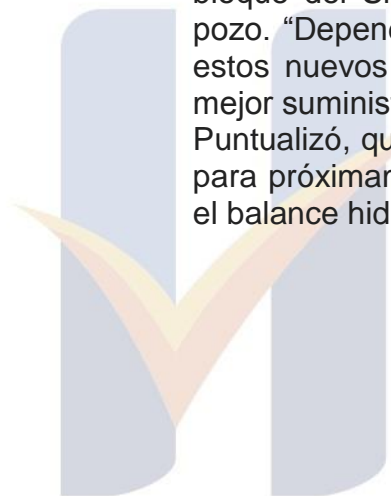 pozo. “Depend
estos nuevos
mejor suminis
Puntualizó, qu
para próximar
el balance hid